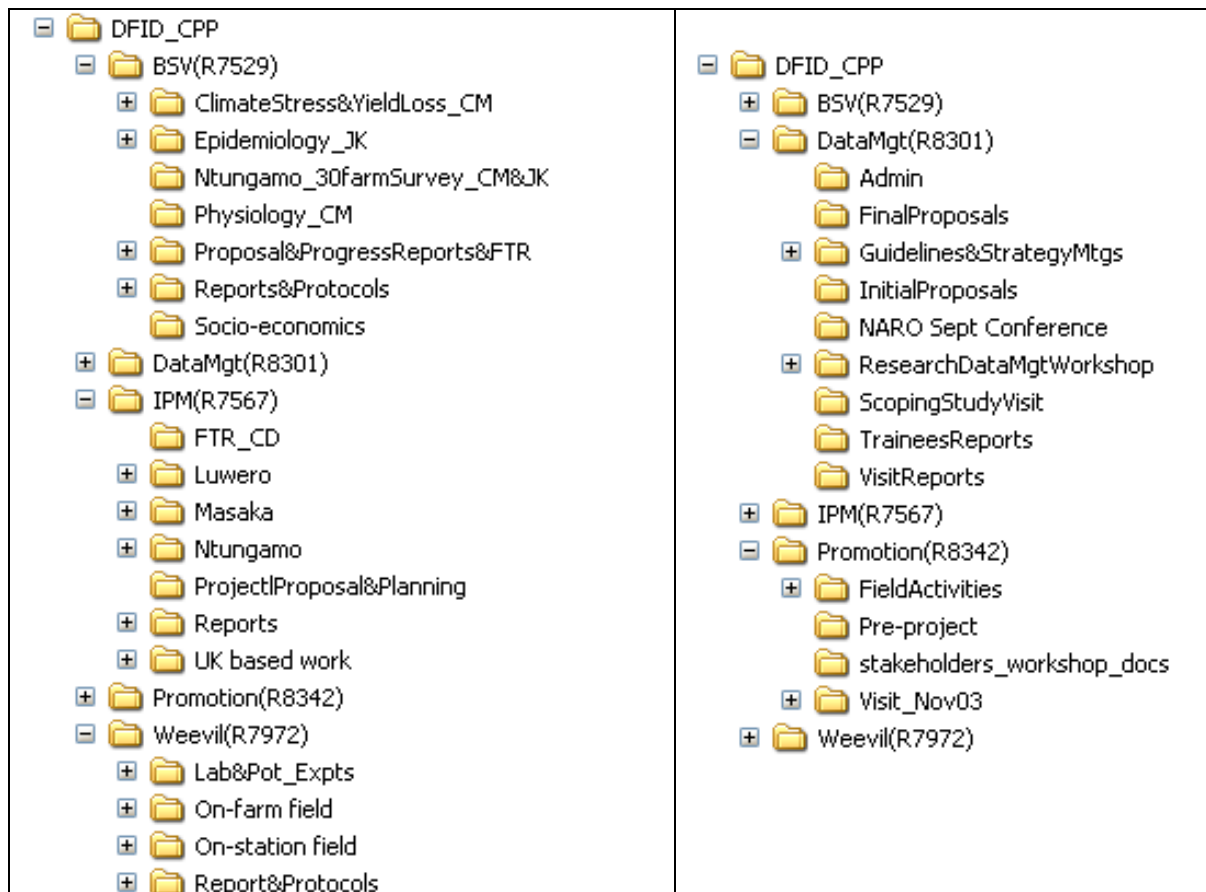 DFID_CPP
BSV(R7529)
ClimateStress&YieldLoss_CM
Epidemiology_JK
Ntungamo_30farmSurvey_CM&JK
Physiology_CM
Proposal&ProgressReports&FTR
Reports&Protocols
Socio-economics
DataMgt(R8301)
IPM(R7567)
FTR_CD
Luwero
Masaka
Ntungamo
ProjectlProposal&Planning
Reports
UK based work
Promotion(R8342)
Weevil(R7972)
Lab&Pot_Expts
On-farm field
On-station field
Report&Protocols
DFID_CPP
BSV(R7529)
DataMgt(R8301)
Admin
FinalProposals
Guidelines&StrategyMtgs
InitialProposals
NARO Sept Conference
ResearchDataMgtWorkshop
ScopingStudyVisit
TraineesReports
VisitReports
IPM(R7567)
Promotion(R8342)
FieldActivities
Pre-project
stakeholders_workshop_docs
Visit_Nov03
Weevil(R7972)